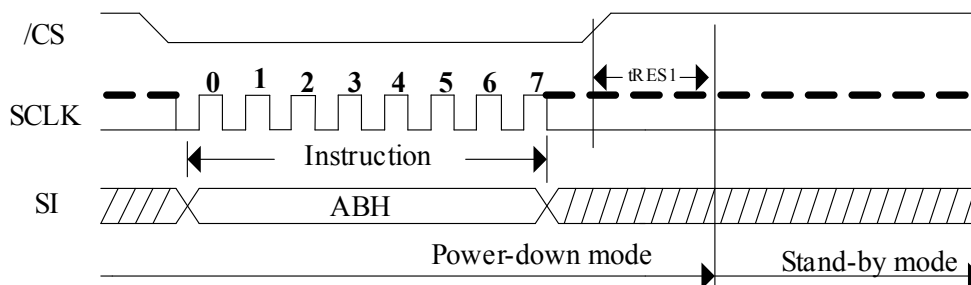 /CS
tRES1
0 1 2 3 4 5 6 7
SCLK
Instruction
SI
ABH
Power-down mode
Stand-by mode